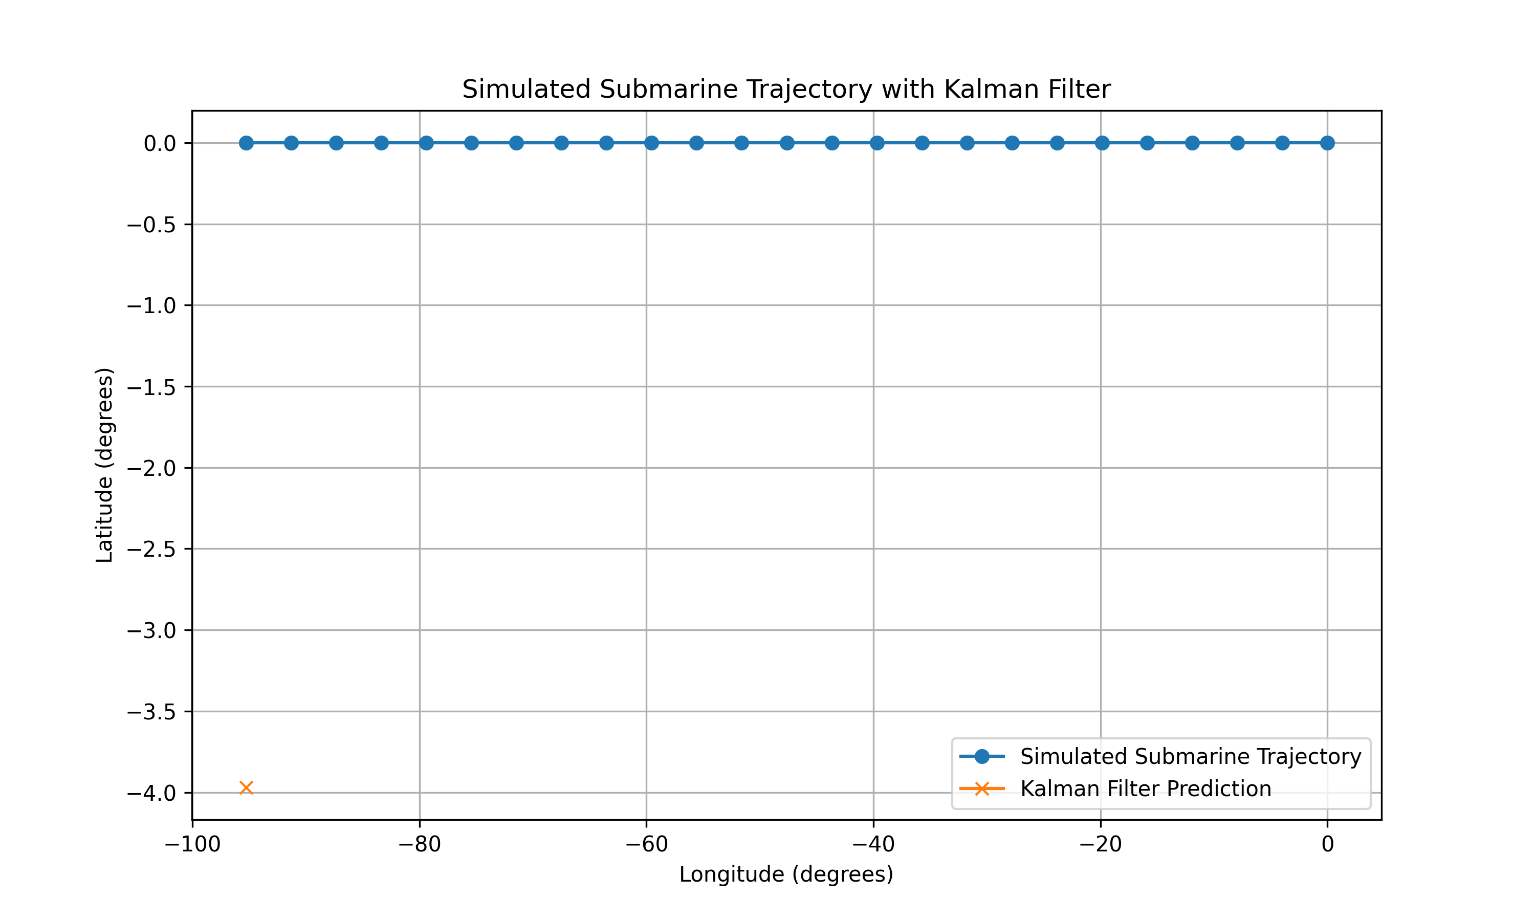 Simulated Submarine Trajectory with Kalman Filter
0.0
−0.5
−1.0
−1.5
−2.0
−2.5
−3.0
−3.5
−4.0
Latitude (degrees)
Simulated Submarine Trajectory
Kalman Filter Prediction
−100 −80 −60 −40 −20 0
Longitude (degrees)